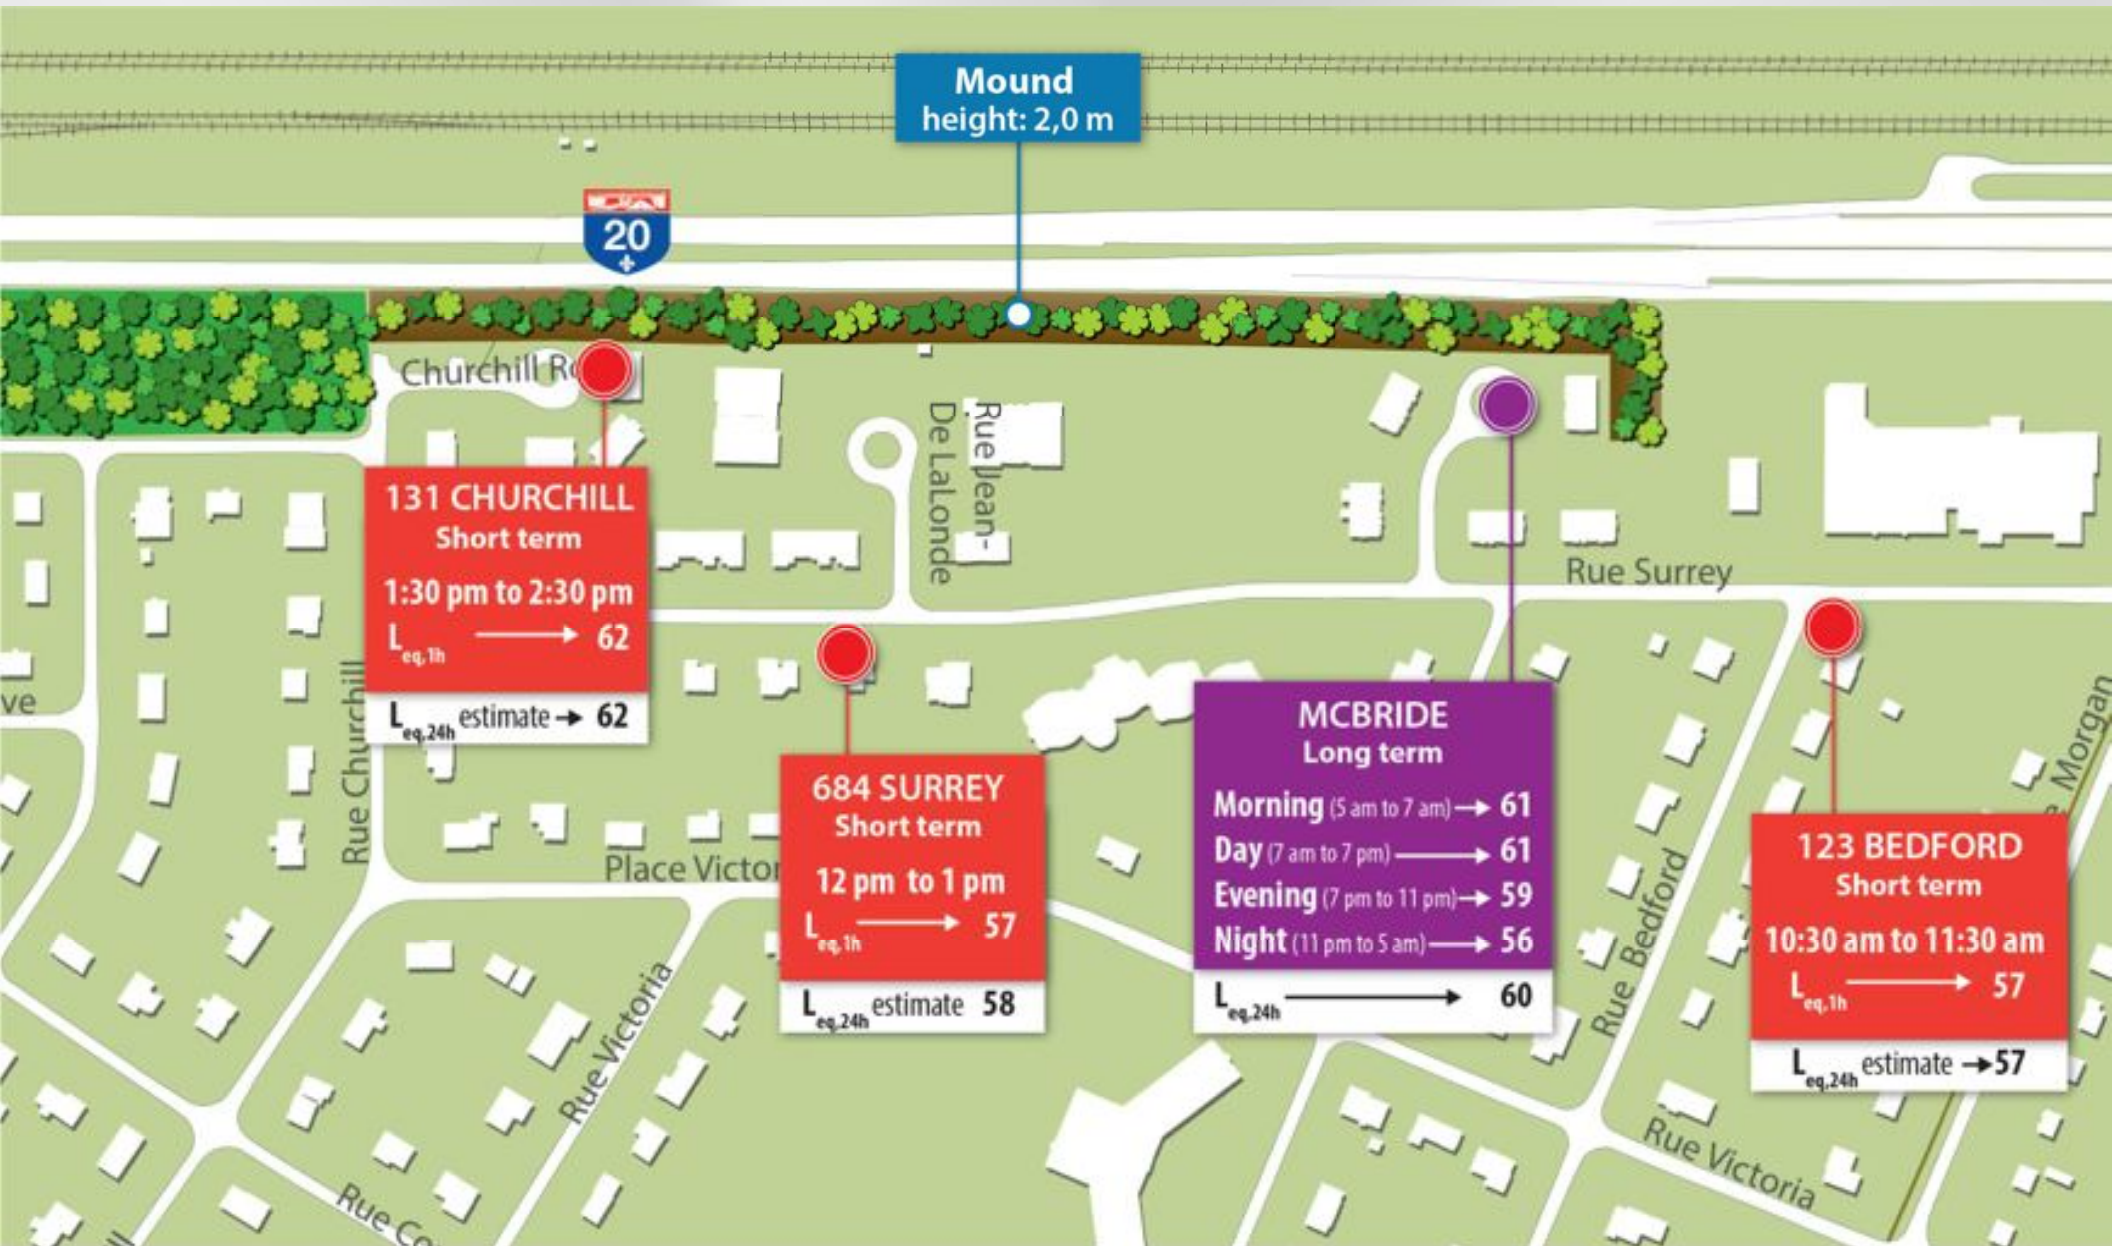 Mound
height: 2,0 m
20
Churchill
De LaLonde
Rue Jean-
131 CHURCHILL
Short term
1:30 pm to 2:30 pm
Leq,1h 62
Leq,24h estimate → 62
Rue Surrey
ve
Rue Churchill
684 SURREY
Short term
12 pm to 1 pm
Leq,1h → 57
Leq,24h estimate 58
MCBRIDE
Long term
Morning (5 am to 7 am) → 61
Day (7 am to 7 pm) → 61
Evening (7 pm to 11 pm) → 59
Night (11 pm to 5 am) → 56
Leq,24h → 60
Morgan
123 BEDFORD
Short term
10:30 am to 11:30 am
Leq,1h → 57
Leq,24h estimate → 57
Place Victor
Rue Bedford
Rue Victoria
Rue Victoria
Rue Co